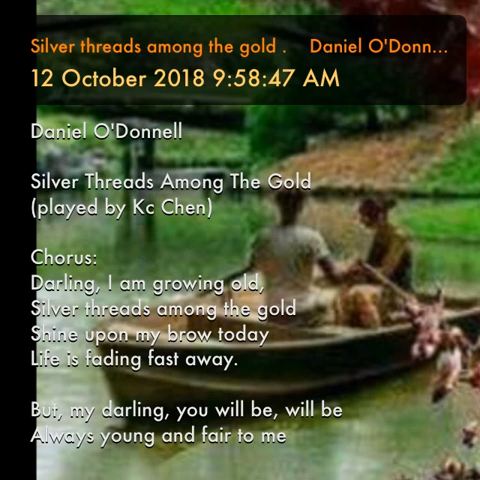 Silver threads among the gold .    Daniel O'Donn...
12 October 2018 9:58:47 AM
Daniel O'Donnell
Silver Threads Among The Gold
(played by Kc Chen)
Chorus:
Darling, I am growing old,
Silver threads among the gold
Shine upon my brow today
Life is fading fast away.
But, my darling, you will be, will be
Always young and fair to me